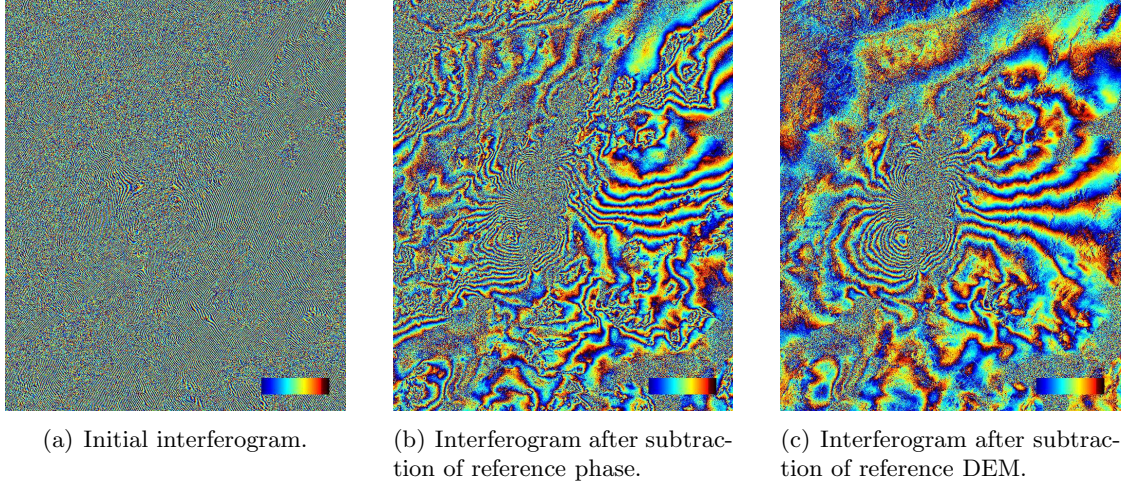 (a) Initial interferogram.
(b) Interferogram after subtrac-
tion of reference phase.
(c) Interferogram after subtrac-
tion of reference DEM.